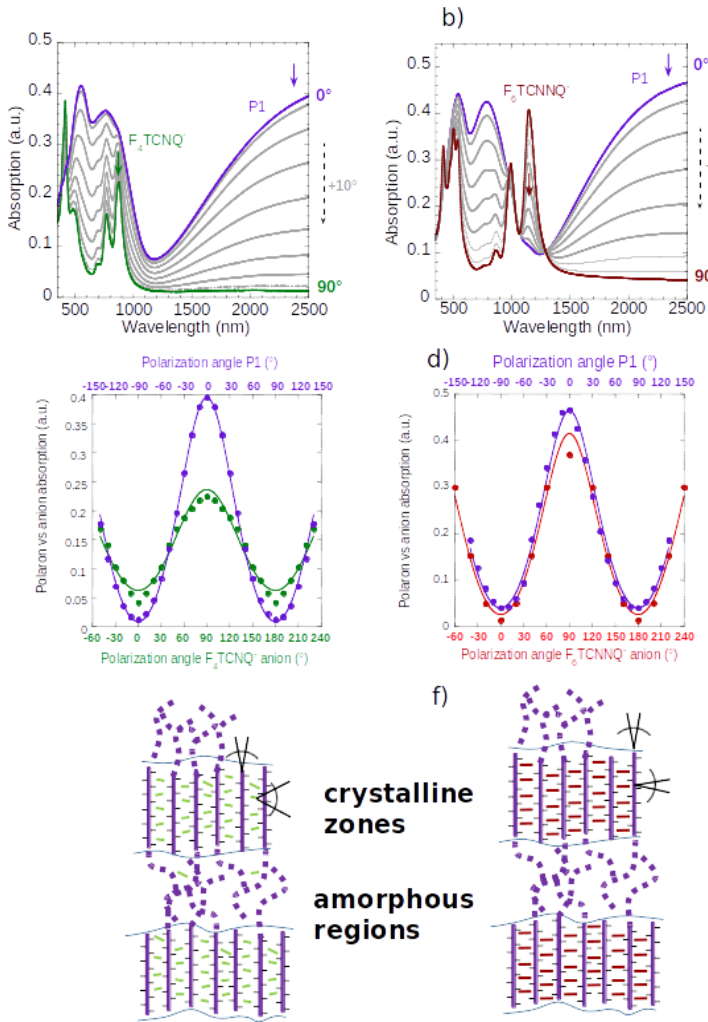 b)
0.5
0.4
0.3
0.2
0.1
0
Absorption (a.u.)
P1
0°
F4TCNQ-
+10°
90°
500 1000 1500 2000 2500
Wavelength (nm)
0.5
0.4
0.3
0.2
0.1
0
Absorption (a.u.)
F6TCNNQ-
P1
0°
90
500 1000 1500 2000 2500
Wavelength (nm)
Polarization angle P1 (°)
-150 -120 -90 -60 -30 0 30 60 90 120 150
0.4
0.35
0.3
0.25
0.2
0.15
0.1
0.05
0
Polaron vs anion absorption (a.u.)
-60 -30 0 30 60 90 120 150 180 210 240
Polarization angle F4TCNQ- anion (°)
d)
Polarization angle P1 (°)
-150 -120 -90 -60 -30 0 30 60 90 120 150
0.5
0.4
0.3
0.2
0.1
0
Polaron vs anion absorption (a.u.)
-60 -30 0 30 60 90 120 150 180 210 240
Polarization angle F6TCNNQ- anion (°)
f)
crystalline
zones
amorphous
regions